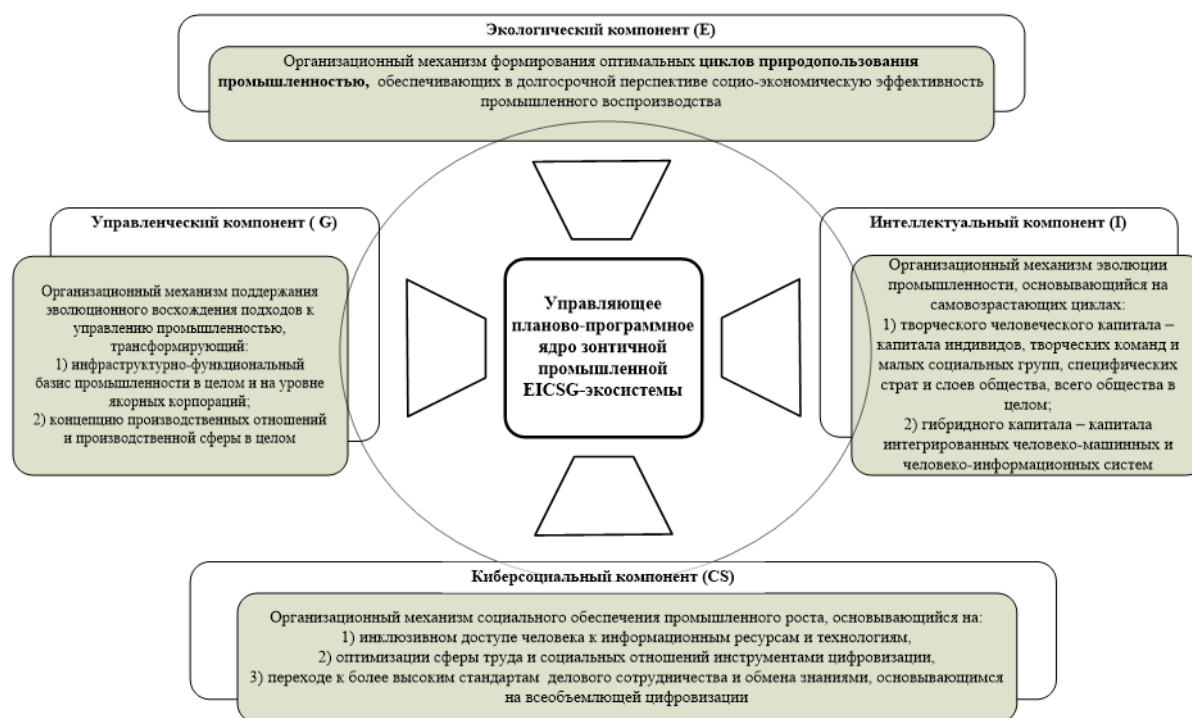 Экологический компонент (E)
Организационный механизм формирования оптимальных циклов природопользования
промышленностью, обеспечивающих в долгосрочной перспективе социо-экономическую эффективность
промышленного воспроизводства
Управленческий компонент ( G)
Организационный механизм поддержания
эволюционного восхождения подходов к
управлению промышленностью,
трансформирующий:
1) инфраструктурно-функциональный
базис промышленности в целом и на уровне
якорных корпораций;
2) концепцию производственных отношений
и производственной сферы в целом
Управляющее
планово-программное
ядро зонтичной
промышленной
EICSG-экосистемы
Интеллектуальный компонент (I)
Организационный механизм эволюции
промышленности, основывающийся на
самовозрастающих циклах:
1) творческого человеческого капитала –
капитала индивидов, творческих команд и
малых социальных групп, специфических
страт и слоев общества, всего общества в
целом;
2) гибридного капитала – капитала
интегрированных человеко-машинных и
человеко-информационных систем
Киберсоциальный компонент (CS)
Организационный механизм социального обеспечения промышленного роста, основывающийся на:
1) инклюзивном доступе человека к информационным ресурсам и технологиям,
2) оптимизации сферы труда и социальных отношений инструментами цифровизации,
3) переходе к более высоким стандартам делового сотрудничества и обмена знаниями, основывающимся
на всеобъемлющей цифровизации